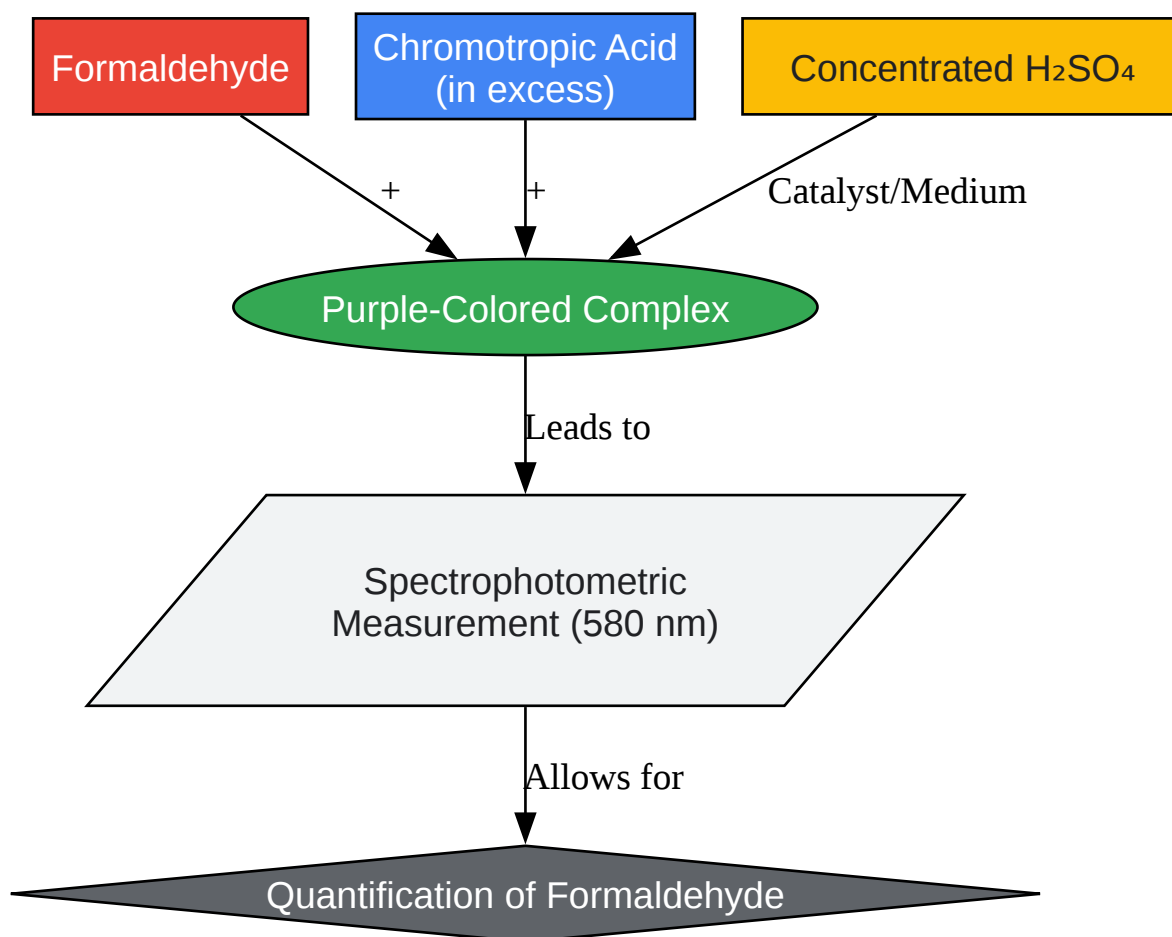 Formaldehyde
Chromotropic Acid
(in excess)
Concentrated H₂SO₄
+
+
Catalyst/Medium
Purple-Colored Complex
Leads to
Spectrophotometric
Measurement (580 nm)
Allows for
Quantification of Formaldehyde